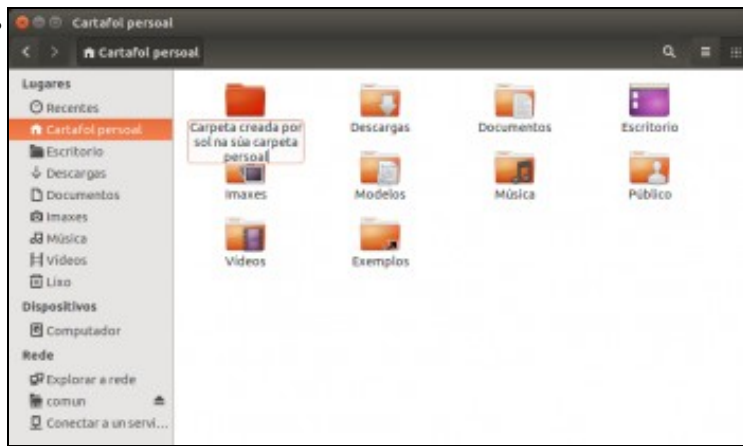 Cartafol persoal
Cartafol persoal
Lugares
Recentes
Cartafol persoal
Escritorio
Descargas
Documentos
Imaxes
Música
Vídeos
Lixo
Dispositivos
Computador
Rede
Explorar a rede
comun
Conectar a un servi...
Carpeta creada por
sol na súa carpeta
persoal
Descargas
Documentos
Escritorio
Imaxes
Modelos
Música
Público
Vídeos
Exemplos